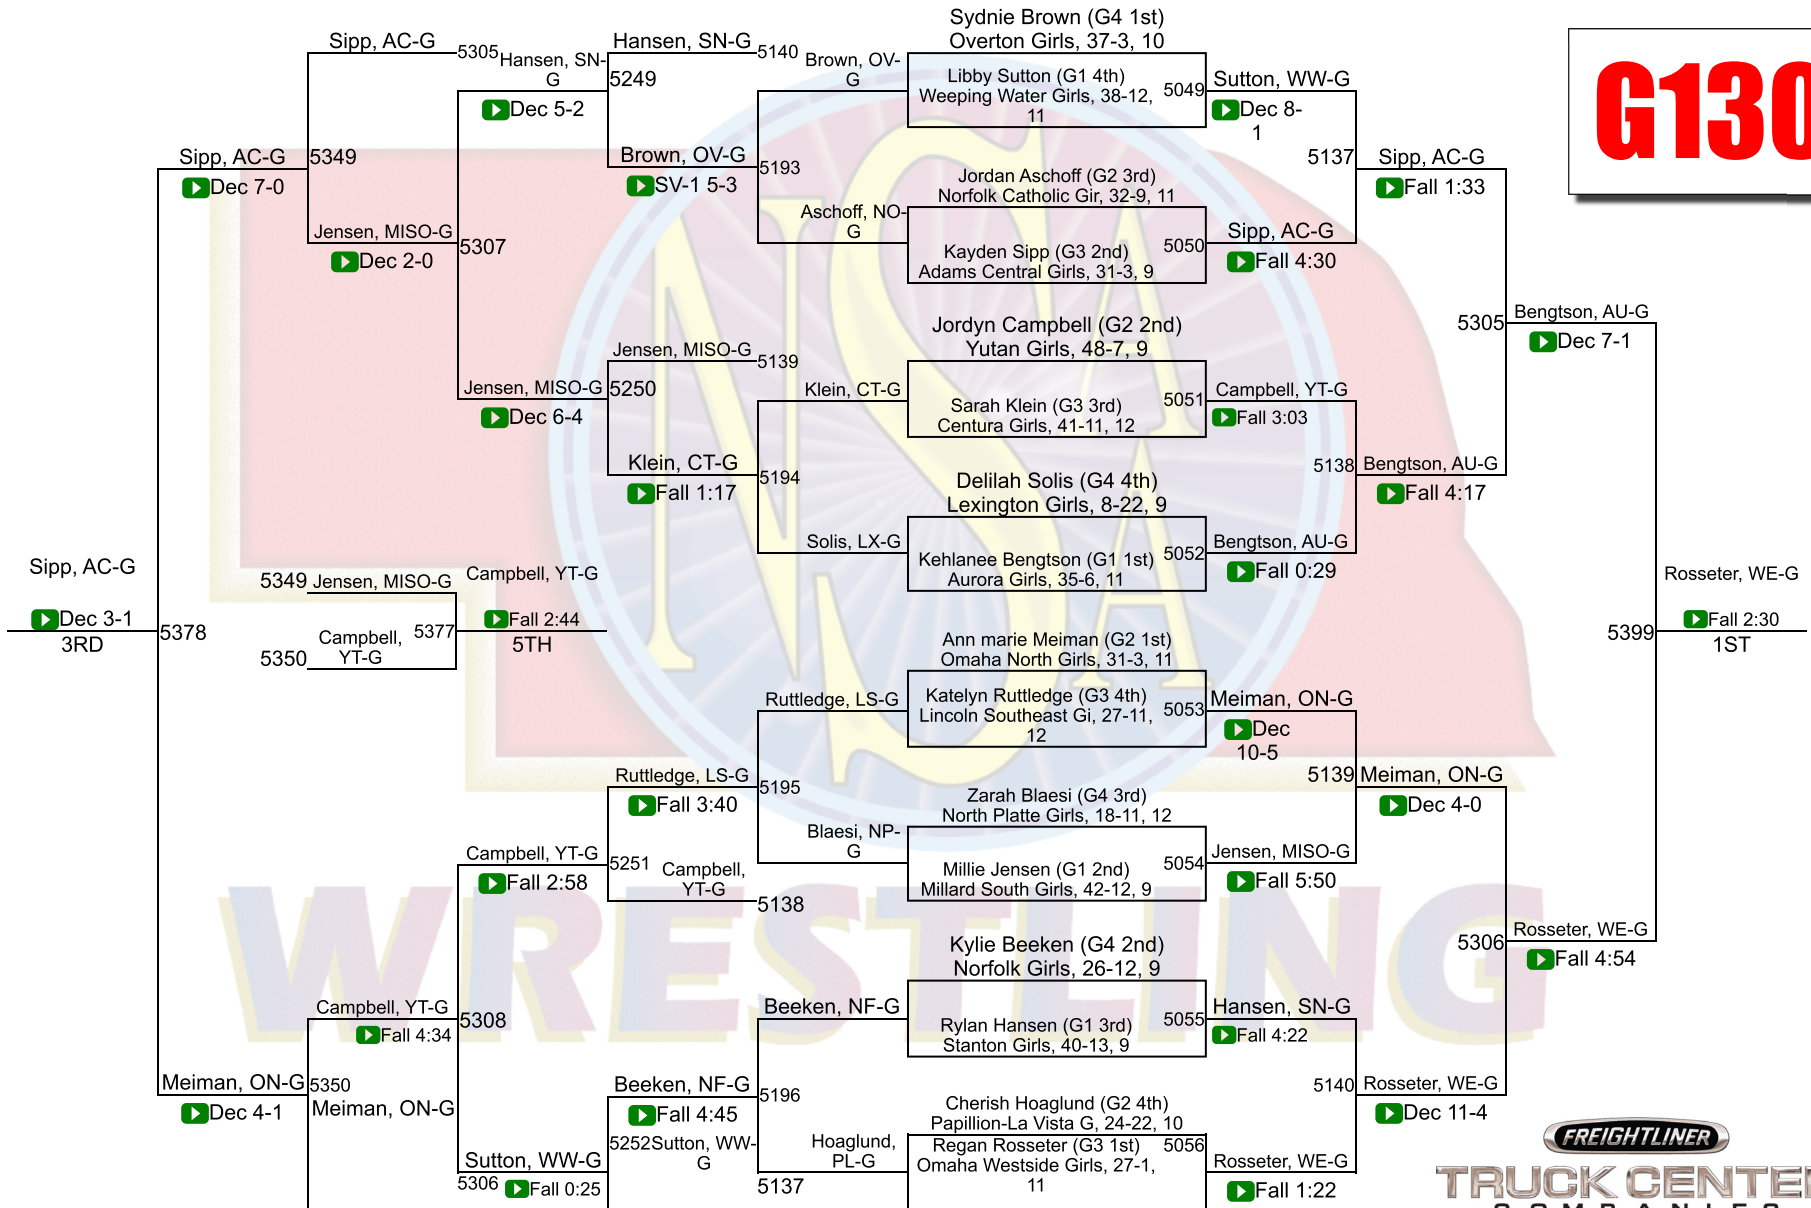 Sydnie Brown (G4 1st)
Overton Girls, 37-3, 10
Libby Sutton (G1 4th)
Weeping Water Girls, 38-12,
11
5049
Sutton, WW-G
Dec 8-
1
Jordan Aschoff (G2 3rd)
Norfolk Catholic Gir, 32-9, 11
Kayden Sipp (G3 2nd)
Adams Central Girls, 31-3, 9
5050
Sipp, AC-G
Fall 4:30
5137
Sipp, AC-G
Fall 1:33
Jordyn Campbell (G2 2nd)
Yutan Girls, 48-7, 9
Sarah Klein (G3 3rd)
Centura Girls, 41-11, 12
5051
Campbell, YT-G
Fall 3:03
Delilah Solis (G4 4th)
Lexington Girls, 8-22, 9
Kehlanee Bengtson (G1 1st)
Aurora Girls, 35-6, 11
5052
Bengtson, AU-G
Fall 0:29
5138
Bengtson, AU-G
Fall 4:17
5305
Bengtson, AU-G
Dec 7-1
Ann marie Meiman (G2 1st)
Omaha North Girls, 31-3, 11
Katelyn Ruttledge (G3 4th)
Lincoln Southeast Gi, 27-11,
12
5053
Meiman, ON-G
Dec
10-5
Zarah Blaesi (G4 3rd)
North Platte Girls, 18-11, 12
Millie Jensen (G1 2nd)
Millard South Girls, 42-12, 9
5054
Jensen, MISO-G
Fall 5:50
5139
Meiman, ON-G
Dec 4-0
Kylie Beeken (G4 2nd)
Norfolk Girls, 26-12, 9
Rylan Hansen (G1 3rd)
Stanton Girls, 40-13, 9
5055
Hansen, SN-G
Fall 4:22
Cherish Hoaglund (G2 4th)
Papillion-La Vista G, 24-22, 10
Regan Rosseter (G3 1st)
Omaha Westside Girls, 27-1,
11
5056
Rosseter, WE-G
Fall 1:22
5140
Rosseter, WE-G
Dec 11-4
5306
Rosseter, WE-G
Fall 4:54
5399
Rosseter, WE-G
Fall 2:30
1ST
Brown, OV-
G
Aschoff, NO-
G
5193
Brown, OV-G
SV-1 5-3
Hansen, SN-G
5140
5249
Hansen, SN-
G
Dec 5-2
Klein, CT-G
Solis, LX-G
5194
Klein, CT-G
Fall 1:17
Jensen, MISO-G
5139
5250
Jensen, MISO-G
Dec 6-4
5307
Jensen, MISO-G
Dec 2-0
Sipp, AC-G
5305
5349
Sipp, AC-G
Dec 7-0
Ruttledge, LS-G
Blaesi, NP-
G
5195
Ruttledge, LS-G
Fall 3:40
Campbell,
YT-G
5138
5251
Campbell, YT-G
Fall 2:58
Beeken, NF-G
Hoaglund,
PL-G
5196
5137
Beeken, NF-G
Fall 4:45
5252
Sutton, WW-
G
Sutton, WW-G
Fall 0:25
5306
5308
Campbell, YT-G
Fall 4:34
Meiman, ON-G
5350
Meiman, ON-G
Dec 4-1
5378
Sipp, AC-G
Dec 3-1
3RD
5349
Jensen, MISO-G
5350
Campbell,
YT-G
5377
Campbell, YT-G
Fall 2:44
5TH
G130
NSAA
WRESTLING
FREIGHTLINER
TRUCK CENTER
COMPANIES